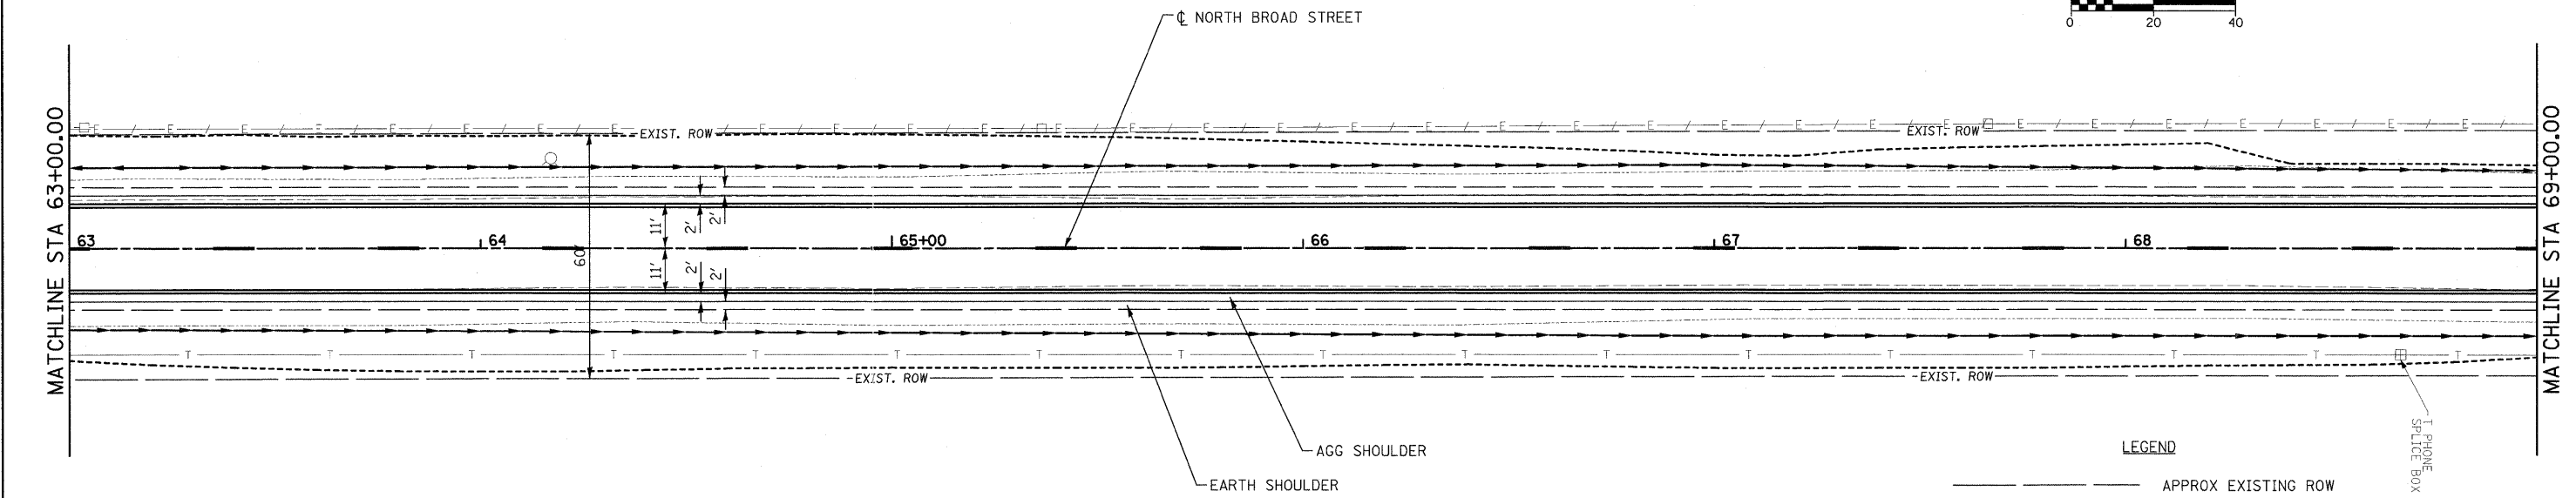 ℄ NORTH BROAD STREET
0 20 40
MATCHLINE STA 63+00.00
E E E E E E E E EXIST. ROW E E E E E E E E E E E E E E E E EXIST. ROW E E E E E E E E
11' 2' 2'
63 64 65+00 66 67 68
60'
11' 2' 2'
T T T T T T T T T T T T T T T T T
EXIST. ROW EXIST. ROW
MATCHLINE STA 69+00.00
AGG SHOULDER
EARTH SHOULDER
T PHONE
SPLICE BOX
LEGEND
APPROX EXISTING ROW